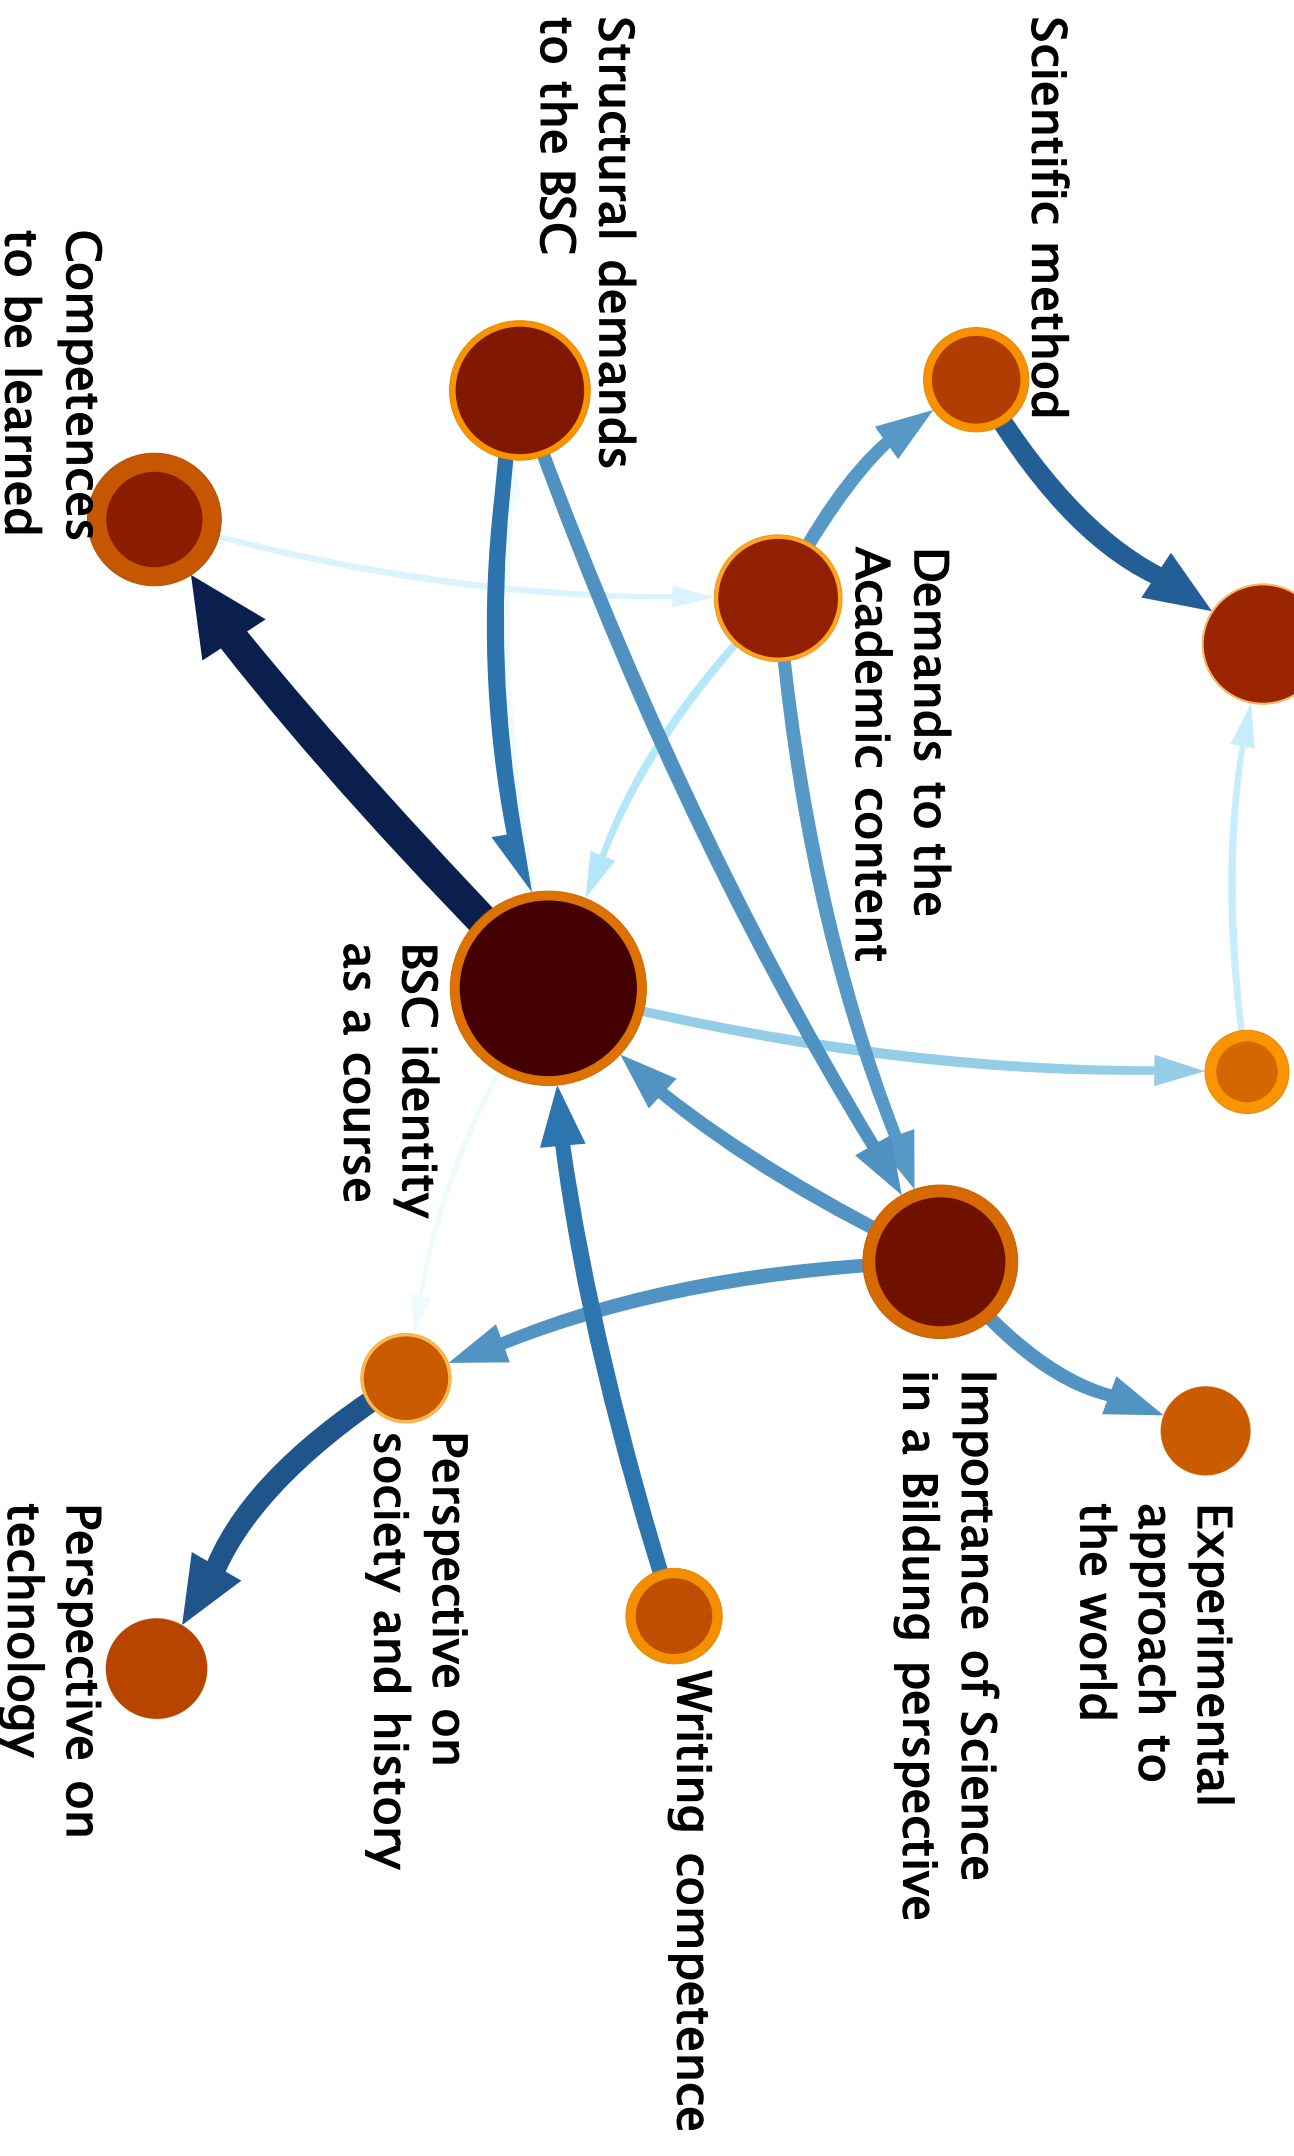 Experimental
approach to
the world
Scientific method
Importance of Science
in a Bildung perspective
Demands to the
Academic content
Writing competence
Structural demands
to the BSC
Perspective on
society and history
BSC identity
as a course
Competences
to be learned
Perspective on
technology